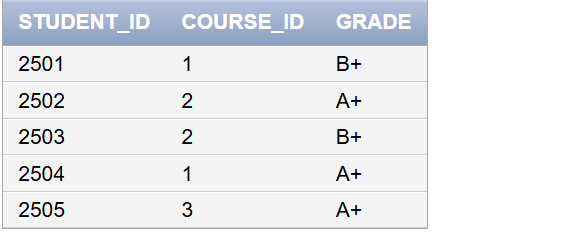 STUDENT_ID COURSE_ID GRADE
2501 1 B+
2502 2 A+
2503 2 B+
2504 1 A+
2505 3 A+